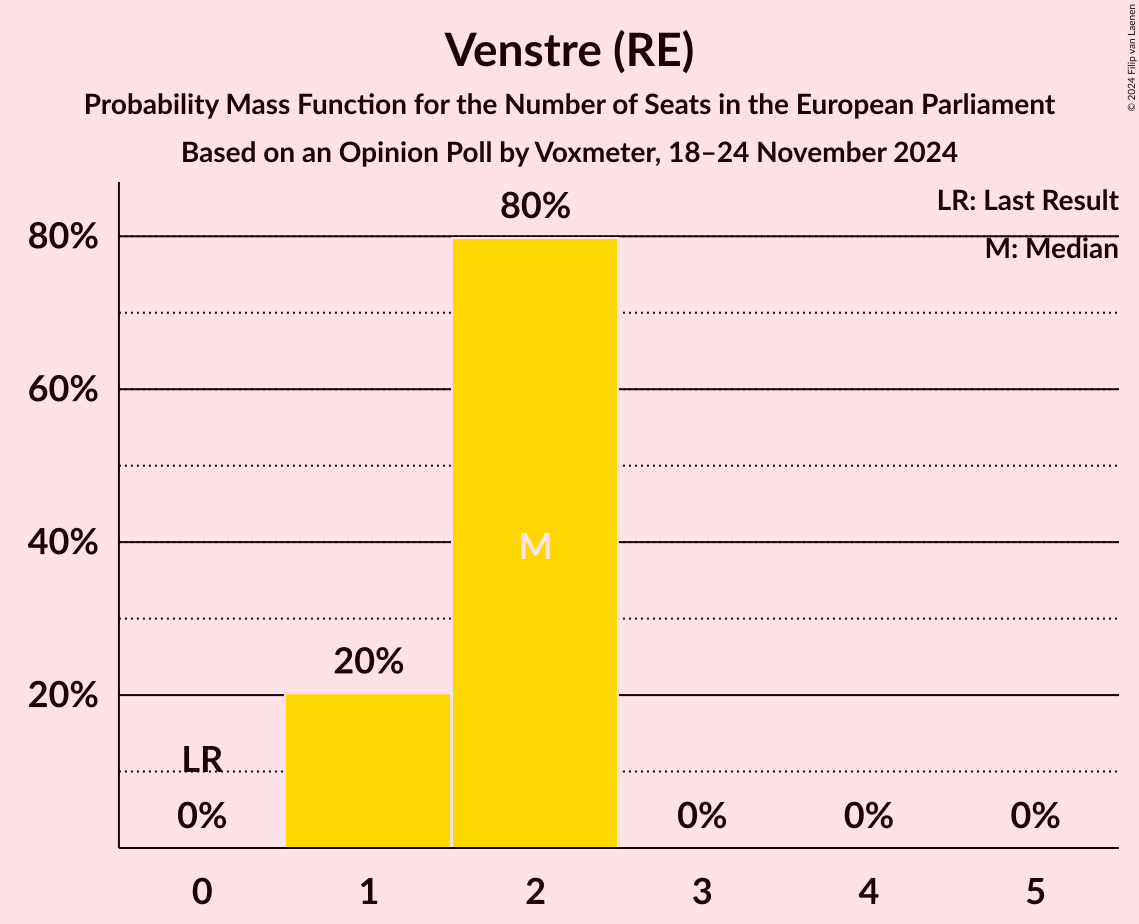 Venstre (RE)
Probability Mass Function for the Number of Seats in the European Parliament
Based on an Opinion Poll by Voxmeter, 18–24 November 2024
© 2024 Filip van Laenen
LR: Last Result
M: Median
80%
80%
60%
40%
M
20%
20%
LR
0%
0%
0%
0%
0 1 2 3 4 5